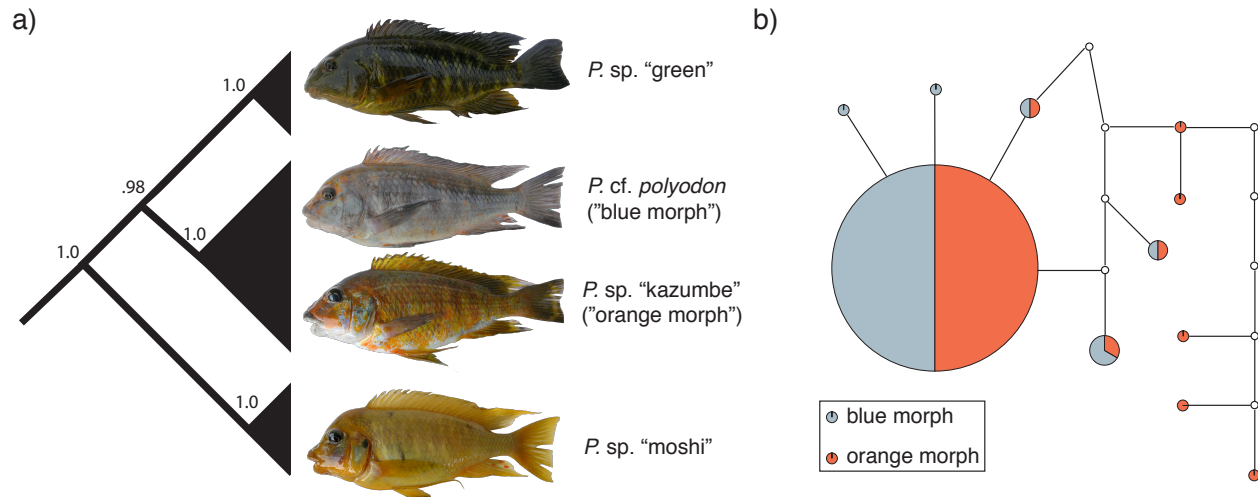 a)
b)
1.0
.98
1.0
1.0
1.0
P. sp. “green”
P. cf. polyodon
(”blue morph”)
P. sp. “kazumbe”
(”orange morph”)
P. sp. “moshi”
blue morph
orange morph